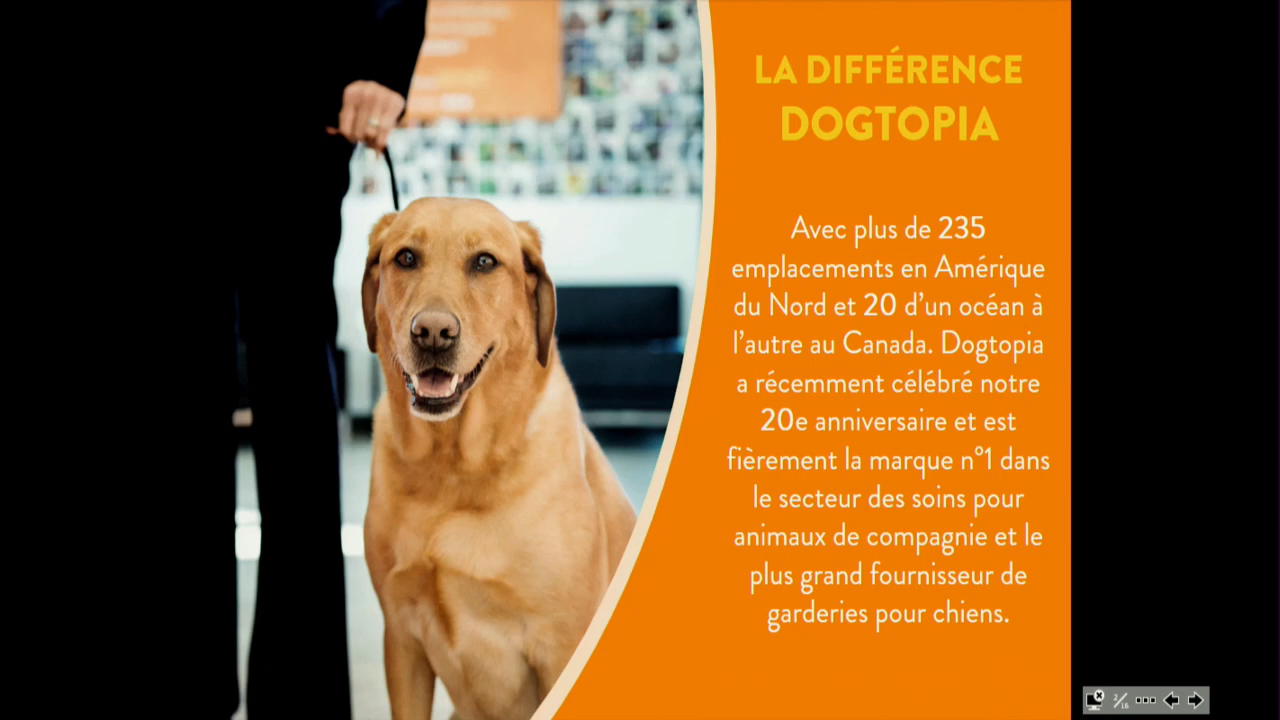 LA DIFFÉRENCE
DOGTOPIA
Avec plus de 235
emplacements en Amérique
du Nord et 20 d'un océan à
l'autre au Canada. Dogtopia
a récemment célébré notre
20e anniversaire et est
fièrement la marque n°1 dans
le secteur des soins pour
animaux de compagnie et le
plus grand fournisseur de
garderies pour chiens.
2/16